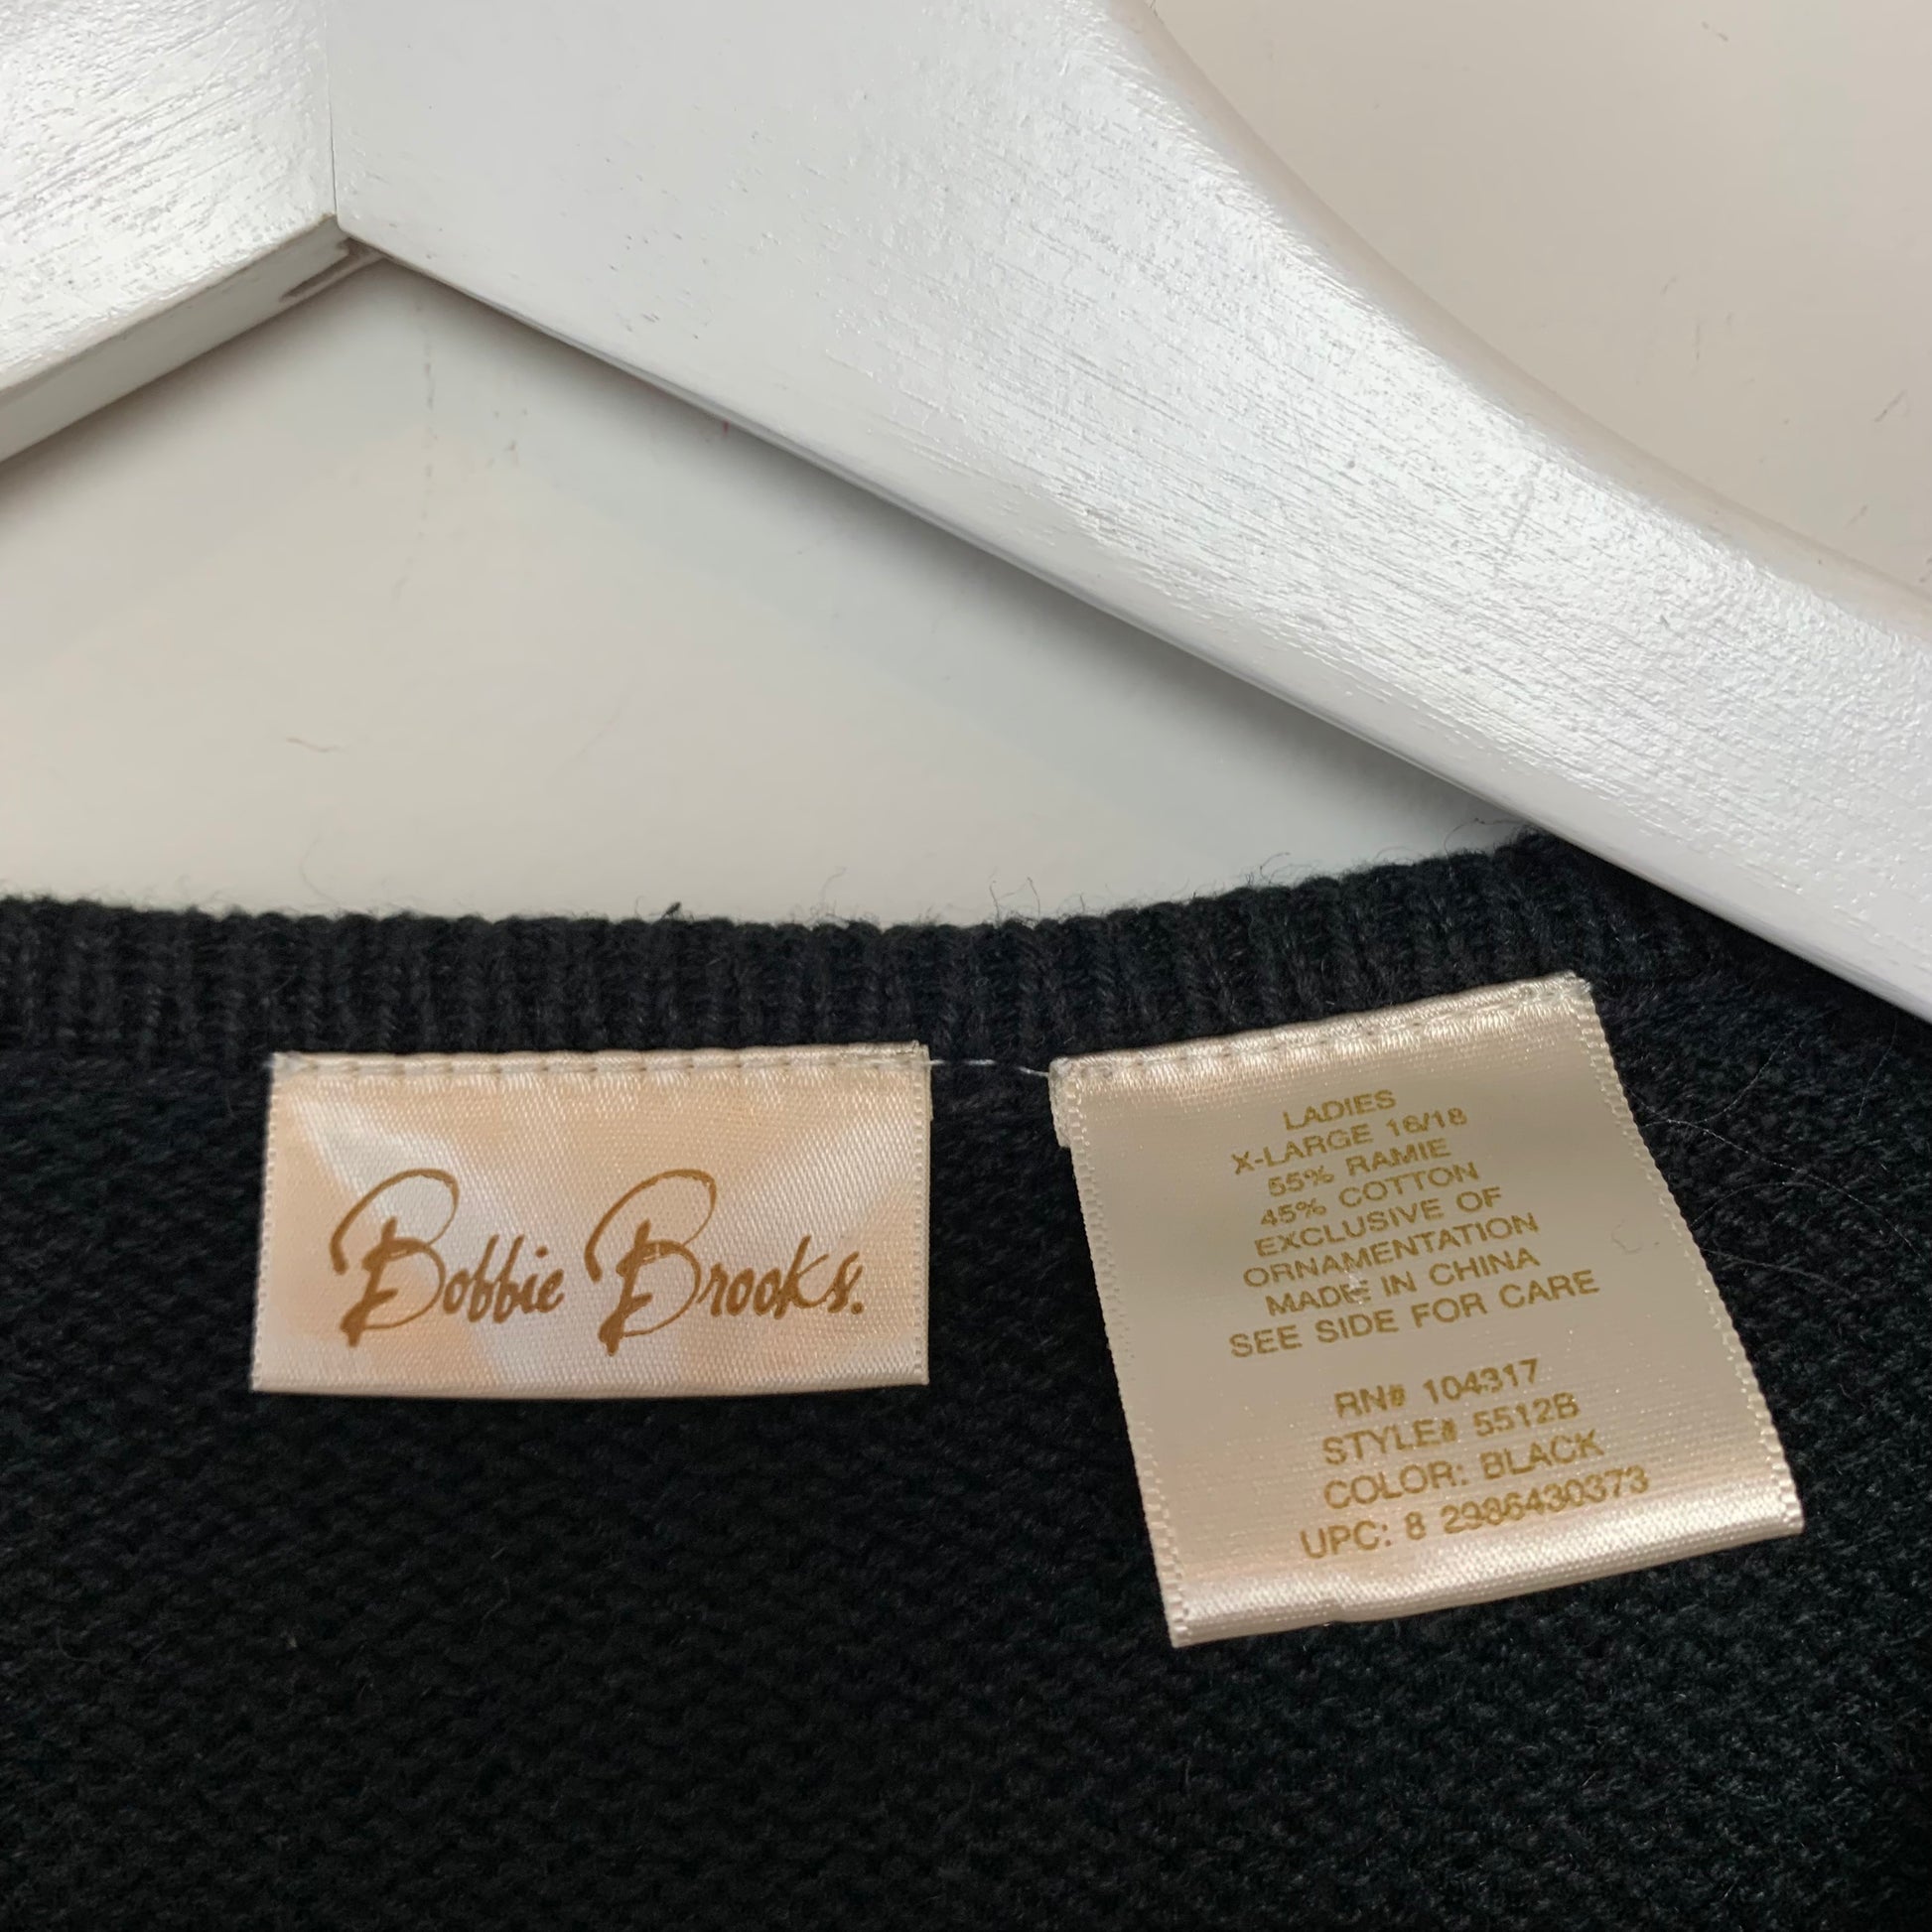 Bobbie Brooks.
LADIES
X-LARGE 16/18
55% RAMIE
45% COTTON
EXCLUSIVE OF
ORNAMENTATION
MADE IN CHINA
SEE SIDE FOR CARE
RN# 104317
STYLE# 5512B
COLOR: BLACK
UPC: 8 2986430373